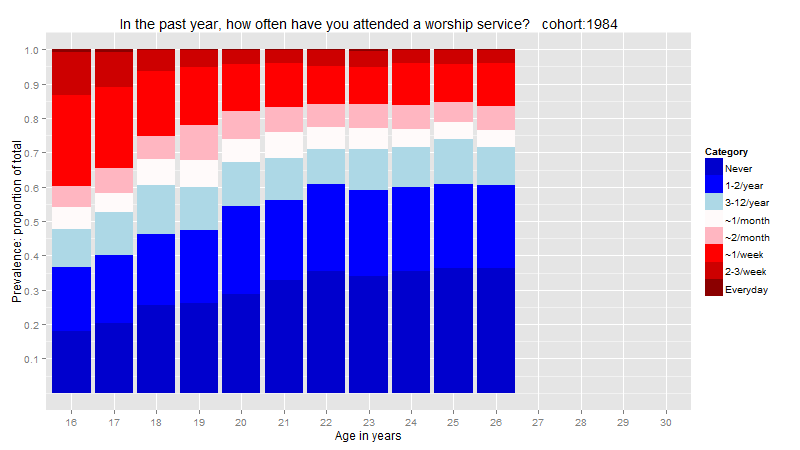 In the past year, how often have you attended a worship service?   cohort:1984
Prevalence: proportion of total
1.0
0.9
0.8
0.7
0.6
0.5
0.4
0.3
0.2
0.1
16 17 18 19 20 21 22 23 24 25 26 27 28 29 30
Age in years
Category
Never
1-2/year
3-12/year
~1/month
~2/month
~1/week
2-3/week
Everyday